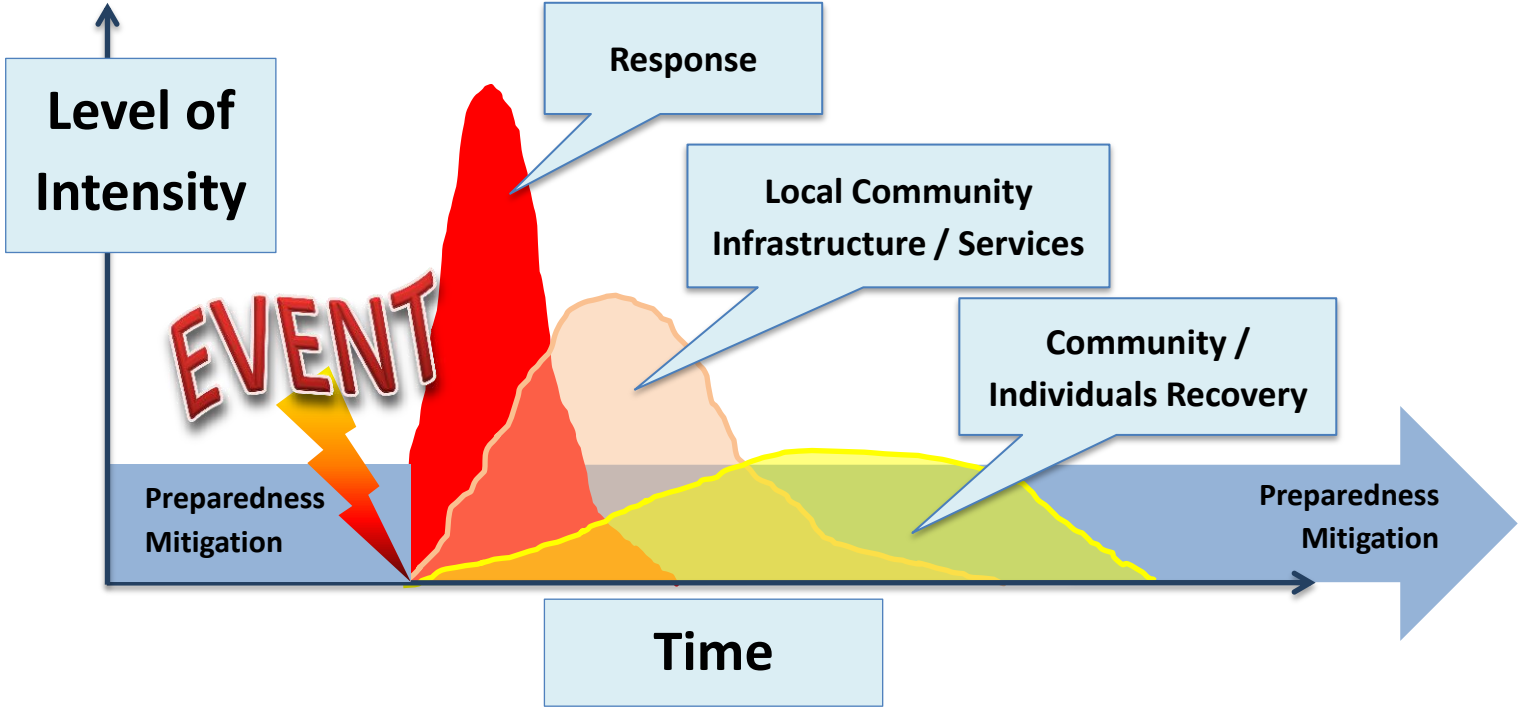 Level of
Intensity
Response
Local Community
Infrastructure / Services
EVENT
Community /
Individuals Recovery
Preparedness
Mitigation
Preparedness
Mitigation
Time